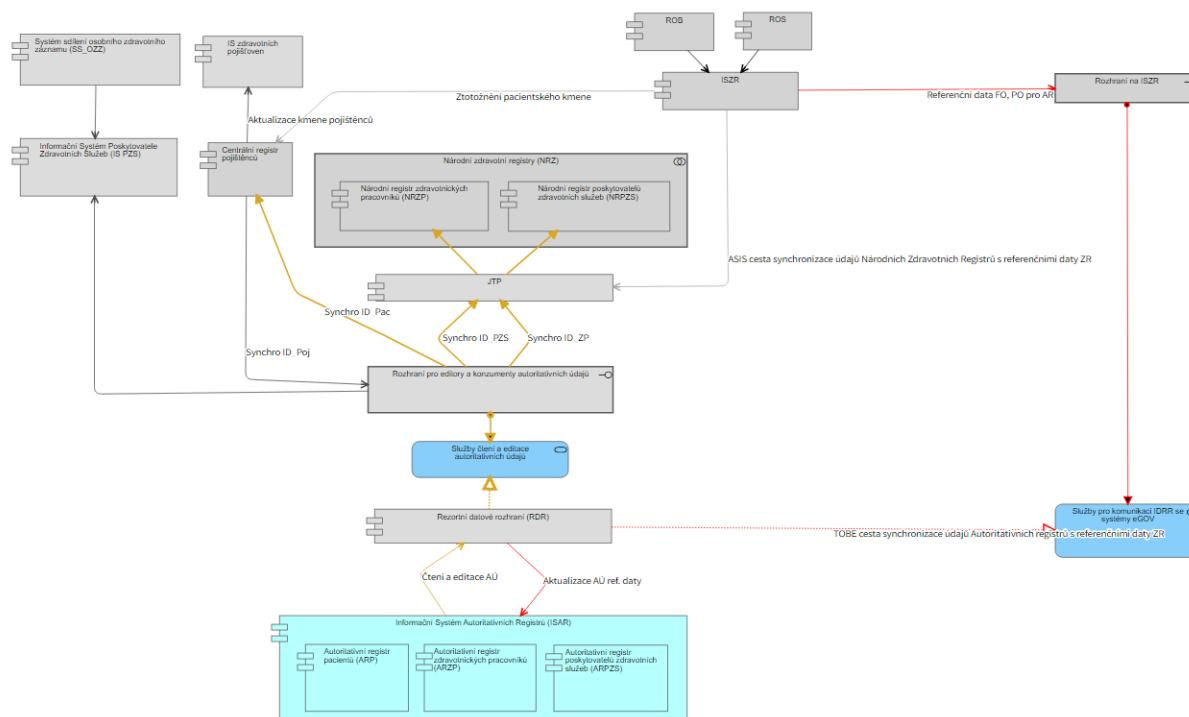 ROB
ROS
Systém sdílení osobního zdravotního
záznamu (SS_OZZ)
IS zdravotních
pojišťoven
ISZR
Rozhraní na ISZR
Ztotožnění pacientského kmene
Referenční data FO, PO pro AR
Aktualizace kmene pojištěnců
Informační Systém Poskytovatele
Zdravotních Služeb (IS PZS)
Centrální registr
pojištěnců
Národní zdravotní registry (NRZ)
Národní registr zdravotnických
pracovníků (NRZP)
Národní registr poskytovatelů
zdravotních služeb (NRPZS)
ASIS cesta synchronizace údajů Národních Zdravotních Registrů s referenčními daty ZR
JTP
Synchro ID_Pac
Synchro ID_PZS
Synchro ID_ZP
Synchro ID_Poj
Rozhraní pro editory a konzumenty autoritativních údajů
Služby čtení a editace
autoritativních údajů
Rezortní datové rozhraní (RDR)
Služby pro komunikaci IDRR se
systémy eGOV
TOBE cesta synchronizace údajů Autoritativních registrů s referenčními daty ZR
Čtení a editace AÚ
Aktualizace AÚ ref. daty
Informační Systém Autoritativních Registrů (ISAR)
Autoritativní registr
pacientů (ARP)
Autoritativní registr
zdravotnických pracovníků
(ARZP)
Autoritativní registr
poskytovatelů zdravotních
služeb (ARPZS)